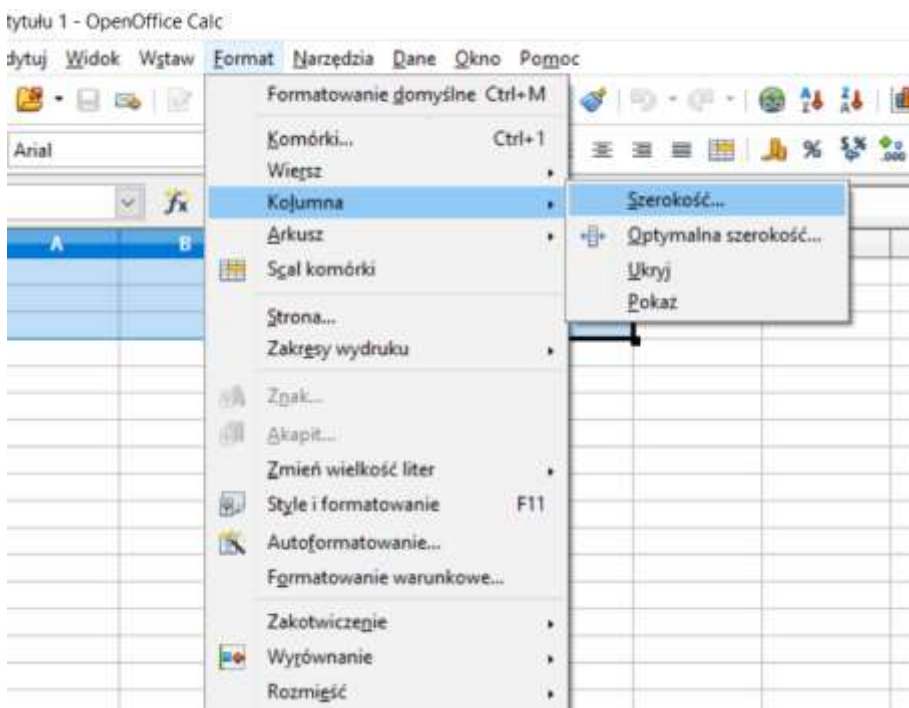 tytułu 1 - OpenOffice Calc
dytuj Widok Wstaw Format Narzędzia Dane Okno Pomoc
Formatowanie domyślne Ctrl+M
Arial
Komórki... Ctrl+1
Wiersz
Kolumna
Szerokość...
Optymalna szerokość...
Ukryj
Pokaż
A B
Arkusz
Scal komórki
Strona...
Zakresy wydruku
Znak...
Akapit...
Zmień wielkość liter
Style i formatowanie F11
Autoformatowanie...
Formatowanie warunkowe...
Zakotwiczenie
Wyrównanie
Rozmieść